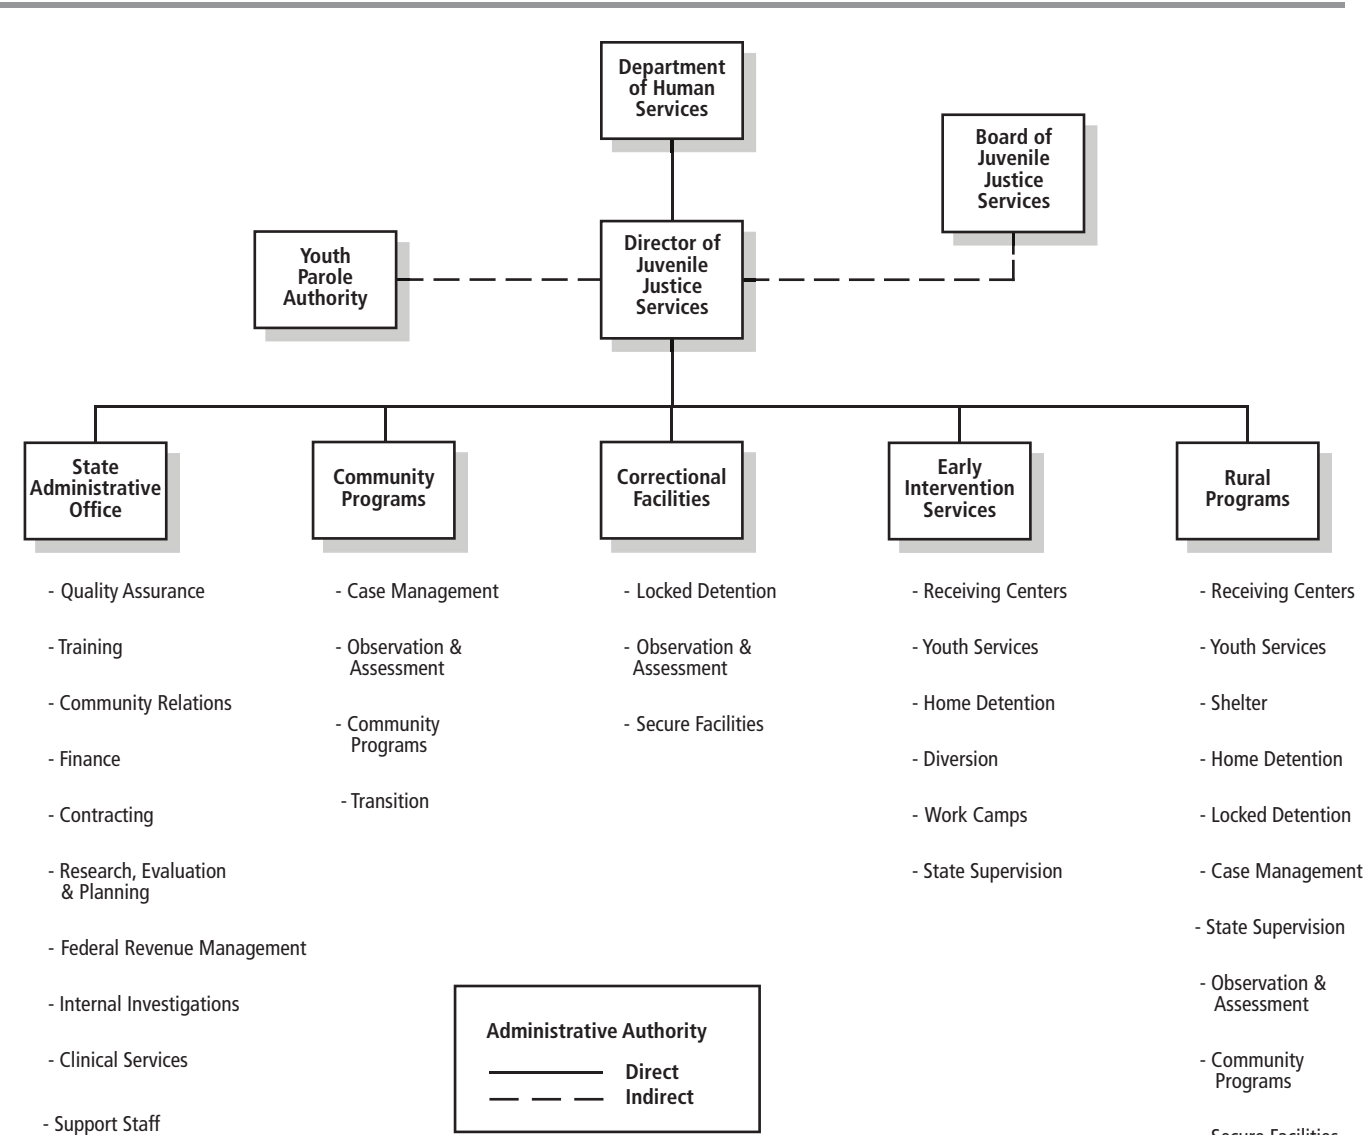 Department
of Human
Services
Board of
Juvenile
Justice
Services
Youth
Parole
Authority
Director of
Juvenile
Justice
Services
State
Administrative
Office
Community
Programs
Correctional
Facilities
Early
Intervention
Services
Rural
Programs
- Quality Assurance
- Training
- Community Relations
- Finance
- Contracting
- Research, Evaluation
& Planning
- Federal Revenue Management
- Internal Investigations
- Clinical Services
- Support Staff
- Case Management
- Observation &
Assessment
- Community
Programs
- Transition
- Locked Detention
- Observation &
Assessment
- Secure Facilities
- Receiving Centers
- Youth Services
- Home Detention
- Diversion
- Work Camps
- State Supervision
- Receiving Centers
- Youth Services
- Shelter
- Home Detention
- Locked Detention
- Case Management
- State Supervision
- Observation &
Assessment
- Community
Programs
- Secure Facilities
Administrative Authority
Direct
Indirect